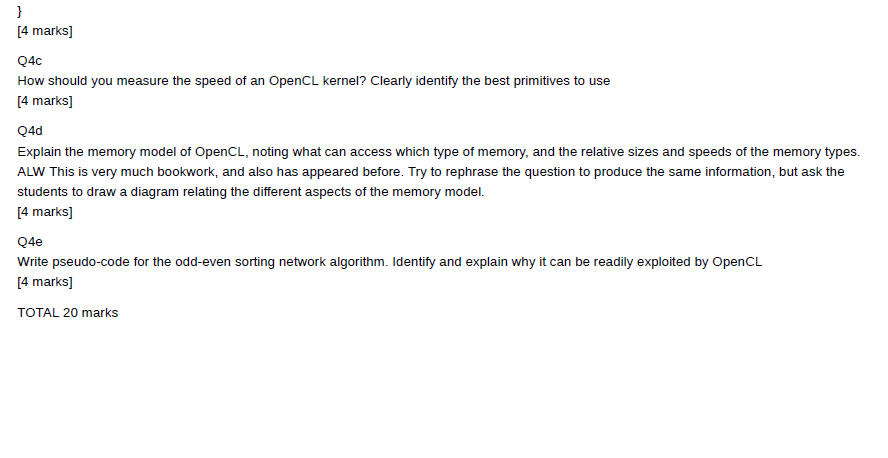 }
[4 marks]
Q4c
How should you measure the speed of an OpenCL kernel? Clearly identify the best primitives to use
[4 marks]
Q4d
Explain the memory model of OpenCL, noting what can access which type of memory, and the relative sizes and speeds of the memory types.
ALW This is very much bookwork, and also has appeared before. Try to rephrase the question to produce the same information, but ask the
students to draw a diagram relating the different aspects of the memory model.
[4 marks]
Q4e
Write pseudo-code for the odd-even sorting network algorithm. Identify and explain why it can be readily exploited by OpenCL
[4 marks]
TOTAL 20 marks